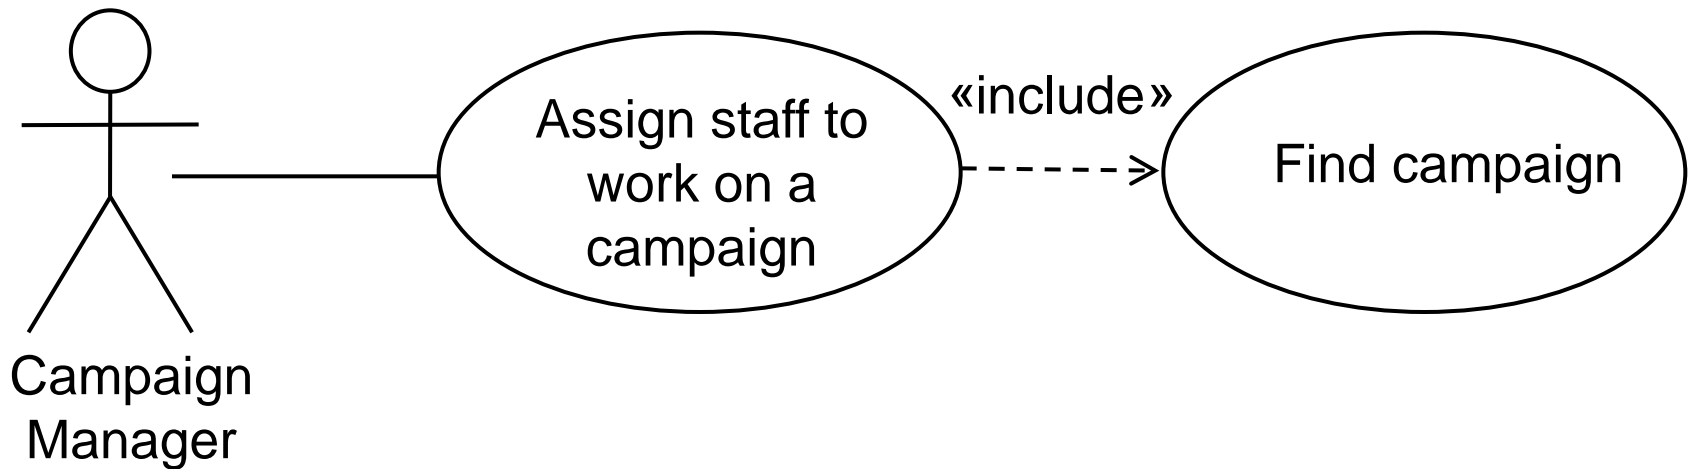 Assign staff to
work on a
campaign
«include»
Find campaign
Campaign
Manager